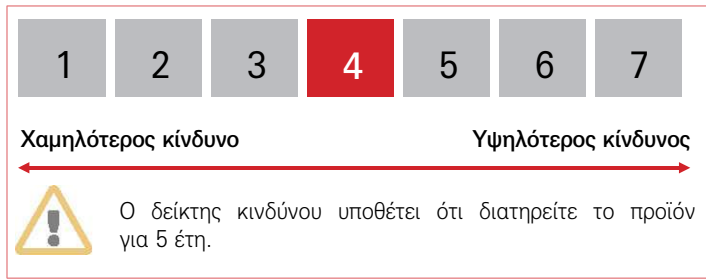 1 2 3 4 5 6 7
Χαμηλότερος κίνδυνο Υψηλότερος κίνδυνος
Ο δείκτης κινδύνου υποθέτει ότι διατηρείτε το προϊόν
για 5 έτη.